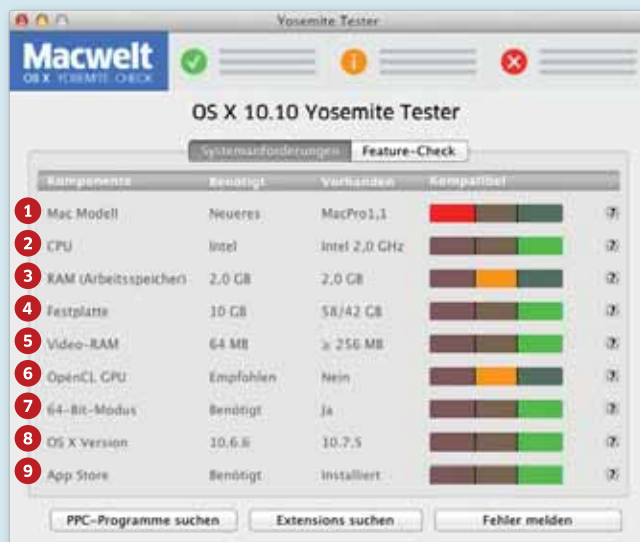 Yosemite Tester
Macwelt
OS X YOSEMITE CHECK
OS X 10.10 Yosemite Tester
Systemanforderungen Feature-Check
Komponente Benötigt Vorhanden Kompatibel
1 Mac Modell Neueres MacPro1,1 ?
2 CPU Intel Intel 2,0 GHz ?
3 RAM (Arbeitsspeicher) 2,0 GB 2,0 GB ?
4 Festplatte 10 GB 58/42 GB ?
5 Video-RAM 64 MB ≥ 256 MB ?
6 OpenCL GPU Empfohlen Nein ?
7 64-Bit-Modus Benötigt Ja ?
8 OS X Version 10.6.6 10.7.5 ?
9 App Store Benötigt Installiert ?
PPC-Programme suchen Extensions suchen Fehler melden